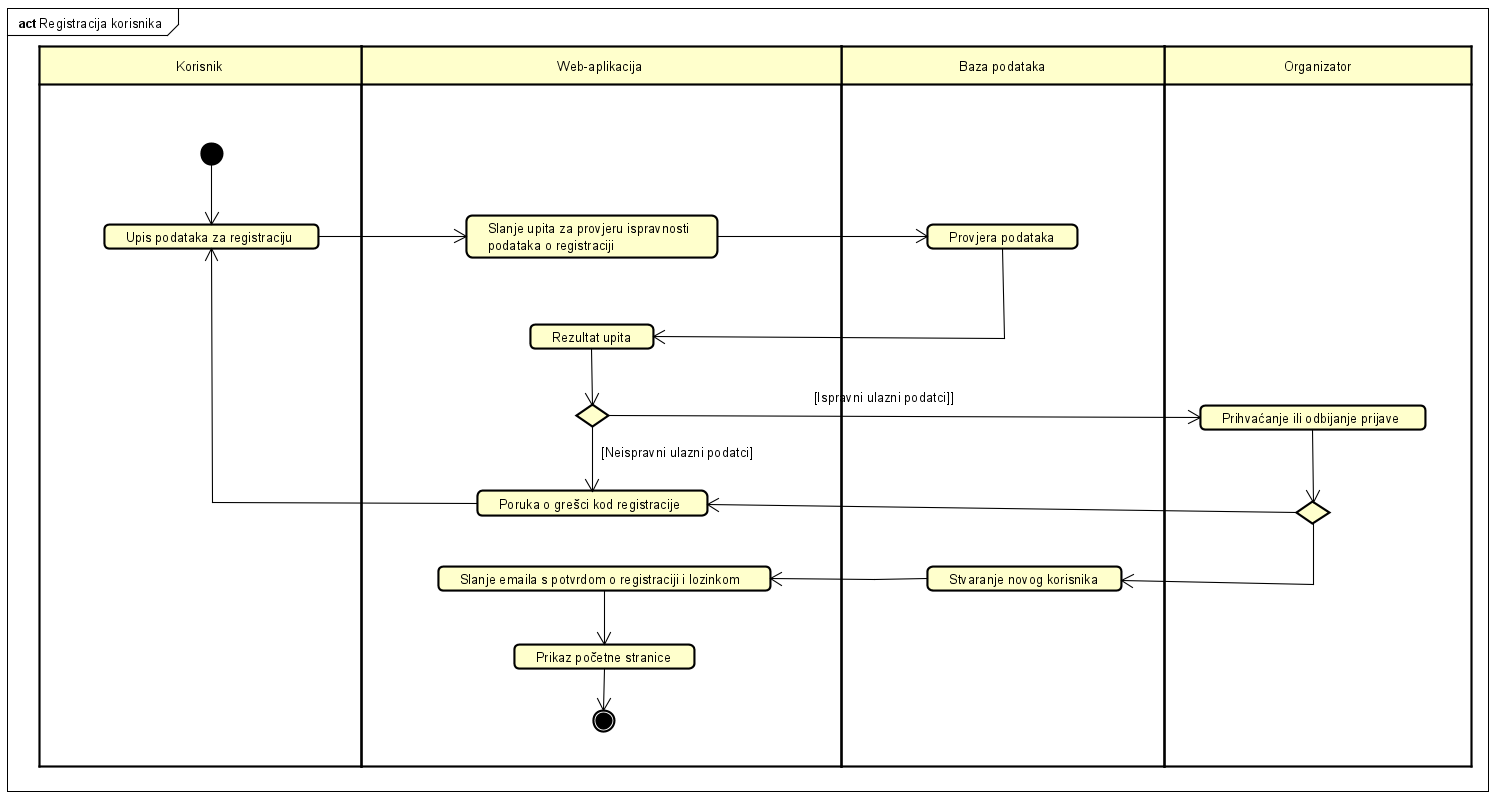 act Registracija korisnika
Korisnik
Web-aplikacija
Baza podataka
Organizator
Upis podataka za registraciju
Slanje upita za provjeru ispravnosti
podataka o registraciji
Provjera podataka
Rezultat upita
[Ispravni ulazni podatci]]
Prihvaćanje ili odbijanje prijave
[Neispravni ulazni podatci]
Poruka o grešci kod registracije
Slanje emaila s potvrdom o registraciji i lozinkom
Stvaranje novog korisnika
Prikaz početne stranice